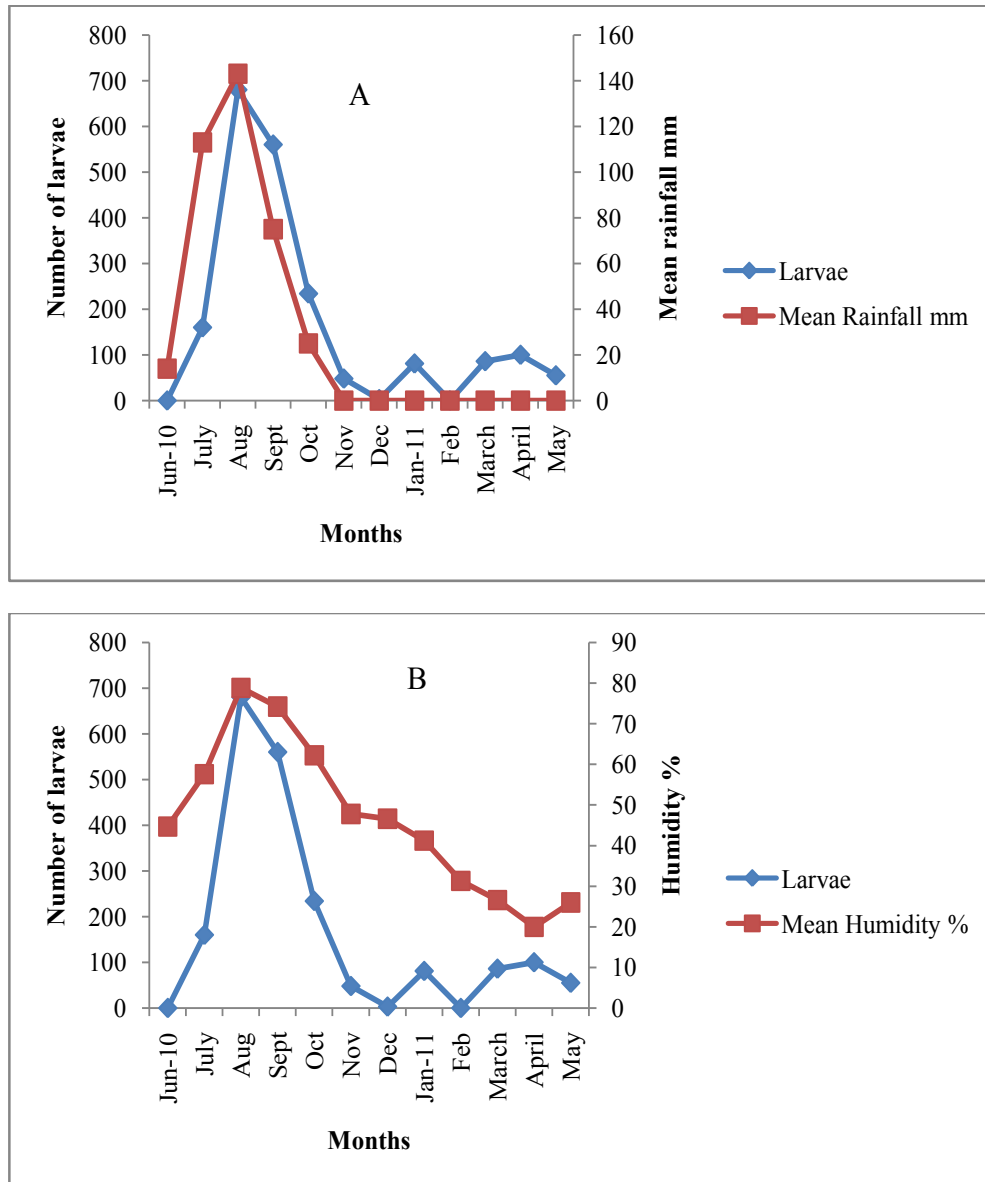 A
Number of larvae
800
700
600
500
400
300
200
100
0
160
140
120
100
80
60
40
20
0
Mean rainfall mm
Jun-10
July
Aug
Sept
Oct
Nov
Dec
Jan-11
Feb
March
April
May
Months
Larvae
Mean Rainfall mm
B
Number of larvae
800
700
600
500
400
300
200
100
0
90
80
70
60
50
40
30
20
10
0
Humidity %
Jun-10
July
Aug
Sept
Oct
Nov
Dec
Jan-11
Feb
March
April
May
Months
Larvae
Mean Humidity %